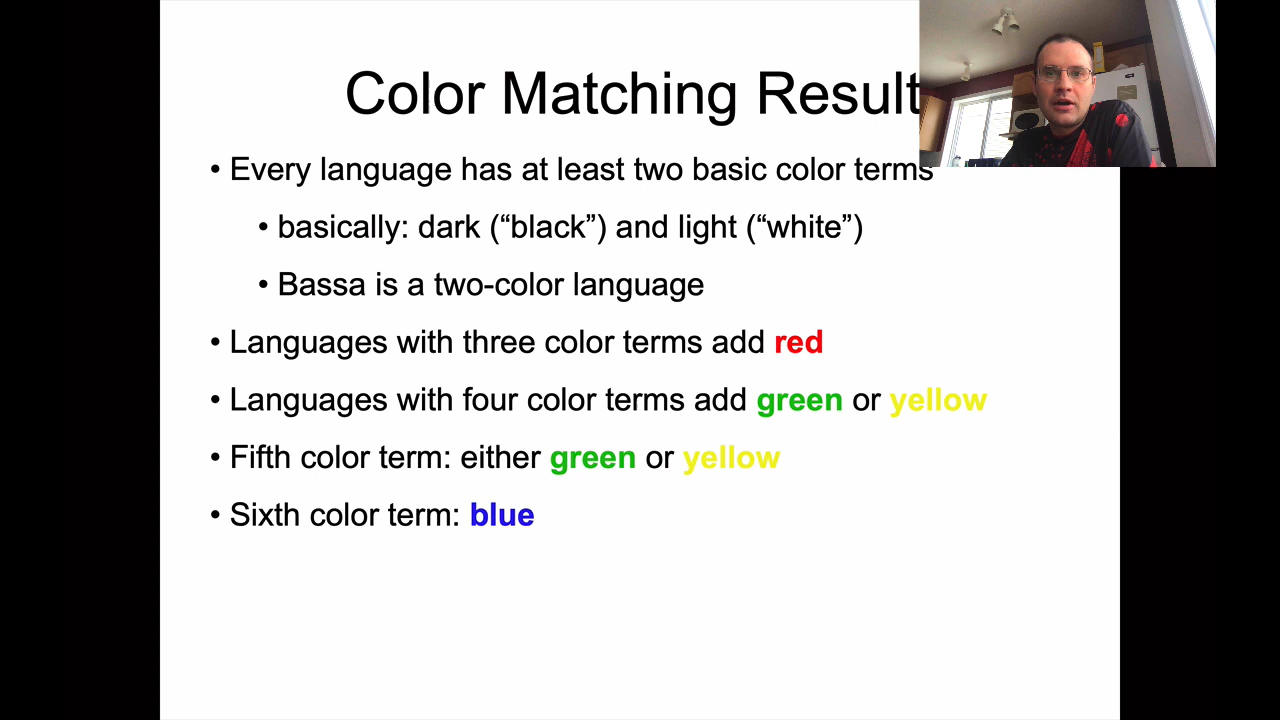 Color Matching Result
• Every language has at least two basic color terms
• basically: dark (“black”) and light (“white”)
• Bassa is a two-color language
• Languages with three color terms add red
• Languages with four color terms add green or yellow
• Fifth color term: either green or yellow
• Sixth color term: blue